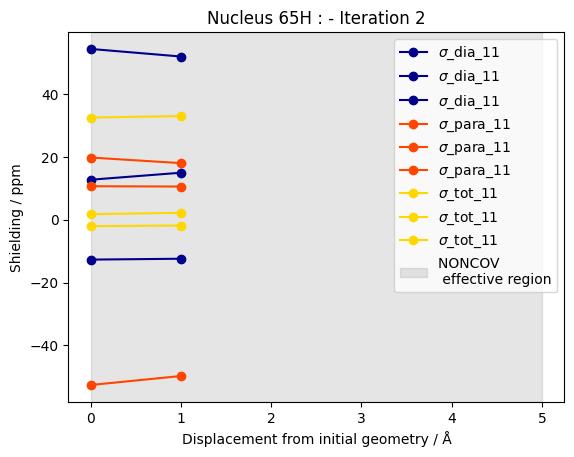 Nucleus 65H : - Iteration 2
Shielding / ppm
40
20
0
−20
−40
0
1
2
3
4
5
Displacement from initial geometry / Å
σ_dia_11
σ_dia_11
σ_dia_11
σ_para_11
σ_para_11
σ_para_11
σ_tot_11
σ_tot_11
σ_tot_11
NONCOV
effective region